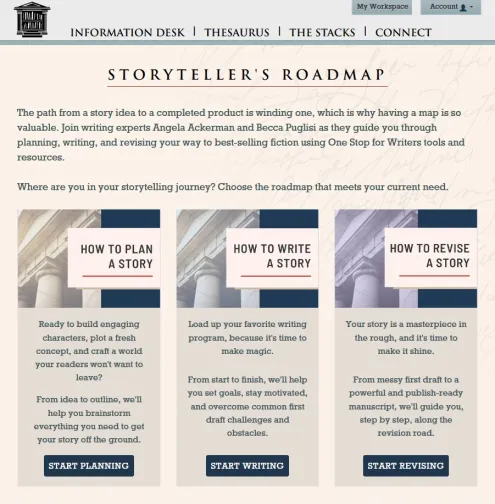 My Workspace
Account
INFORMATION DESK | THESAURUS | THE STACKS | CONNECT
STORYTELLER'S ROADMAP
The path from a story idea to a completed product is winding one, which is why having a map is so
valuable. Join writing experts Angela Ackerman and Becca Puglisi as they guide you through
planning, writing, and revising your way to best-selling fiction using One Stop for Writers tools and
resources.
Where are you in your storytelling journey? Choose the roadmap that meets your current need.
HOW TO PLAN
A STORY
Ready to build engaging
characters, plot a fresh
concept, and craft a world
your readers won't want to
leave?
From idea to outline, we'll
help you brainstorm
everything you need to get
your story off the ground.
START PLANNING
HOW TO WRITE
A STORY
Load up your favorite writing
program, because it's time to
make magic.
From start to finish, we'll help
you set goals, stay motivated,
and overcome common first
draft challenges and
obstacles.
START WRITING
HOW TO REVISE
A STORY
Your story is a masterpiece in
the rough, and it's time to
make it shine.
From messy first draft to a
powerful and publish-ready
manuscript, we'll guide you,
step by step, along the
revision road.
START REVISING